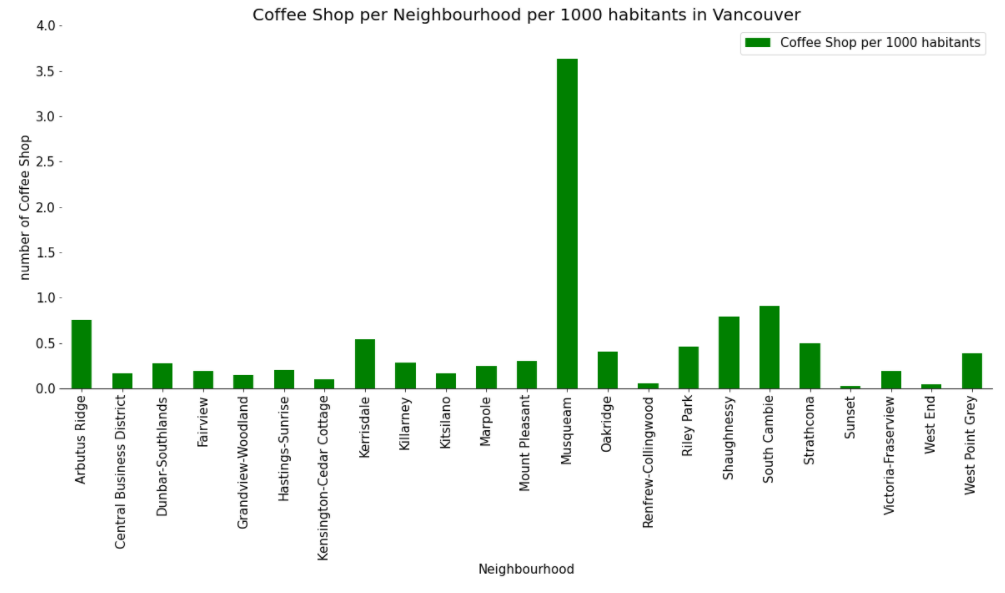 Coffee Shop per Neighbourhood per 1000 habitants in Vancouver
Coffee Shop per 1000 habitants
number of Coffee Shop
4.0
3.5
3.0
2.5
2.0
1.5
1.0
0.5
0.0
Arbutus Ridge
Central Business District
Dunbar-Southlands
Fairview
Grandview-Woodland
Hastings-Sunrise
Kensington-Cedar Cottage
Kerrisdale
Killarney
Kitsilano
Marpole
Mount Pleasant
Musqueam
Oakridge
Renfrew-Collingwood
Riley Park
Shaughnessy
South Cambie
Strathcona
Sunset
Victoria-Fraserview
West End
West Point Grey
Neighbourhood